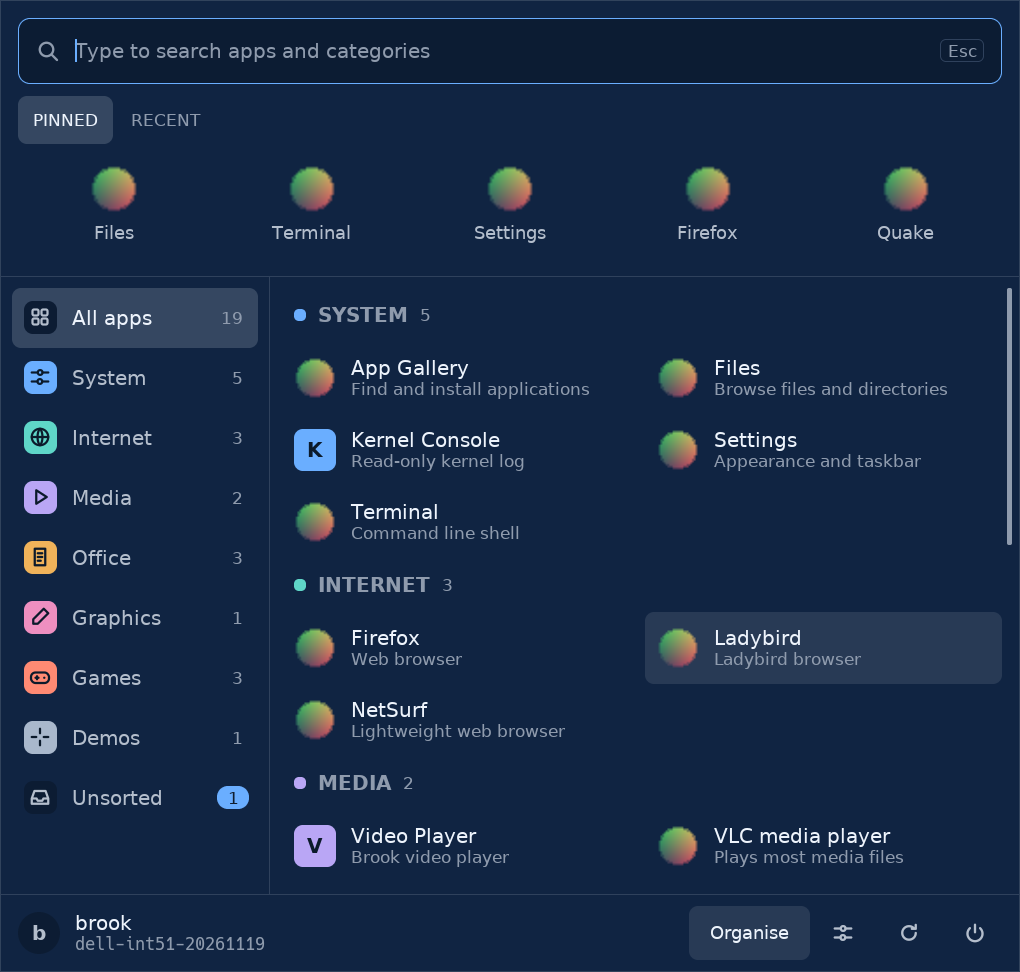 Type to search apps and categories
Esc
PINNED
RECENT
Files
Terminal
Settings
Firefox
Quake
All apps 19
System 5
Internet 3
Media 2
Office 3
Graphics 1
Games 3
Demos 1
Unsorted 1
SYSTEM 5
App Gallery
Find and install applications
Files
Browse files and directories
K
Kernel Console
Read-only kernel log
Settings
Appearance and taskbar
Terminal
Command line shell
INTERNET 3
Firefox
Web browser
Ladybird
Ladybird browser
NetSurf
Lightweight web browser
MEDIA 2
V
Video Player
Brook video player
VLC media player
Plays most media files
b
brook
dell-int51-20261119
Organise